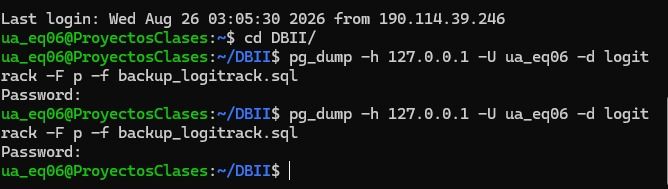 Last login: Wed Aug 26 03:05:30 2026 from 190.114.39.246
ua_eq06@ProyectosClases:~$ cd DBII/
ua_eq06@ProyectosClases:~/DBII$ pg_dump -h 127.0.0.1 -U ua_eq06 -d logit
rack -F p -f backup_logitrack.sql
Password:
ua_eq06@ProyectosClases:~/DBII$ pg_dump -h 127.0.0.1 -U ua_eq06 -d logit
rack -F p -f backup_logitrack.sql
Password:
ua_eq06@ProyectosClases:~/DBII$